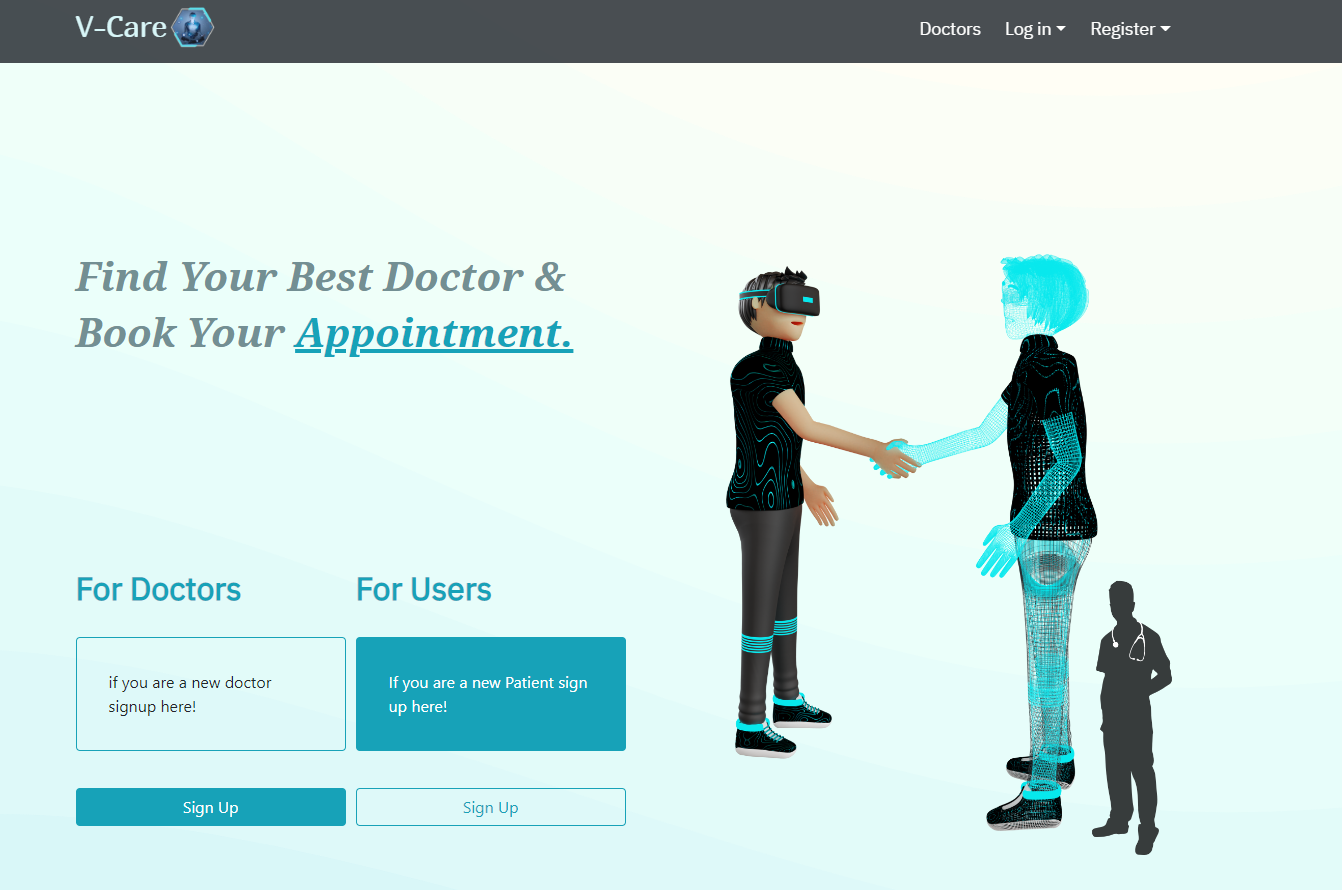 V-Care
Doctors
Log in
Register
Find Your Best Doctor &
Book Your Appointment.
For Doctors
For Users
if you are a new doctor
signup here!
If you are a new Patient sign
up here!
Sign Up
Sign Up